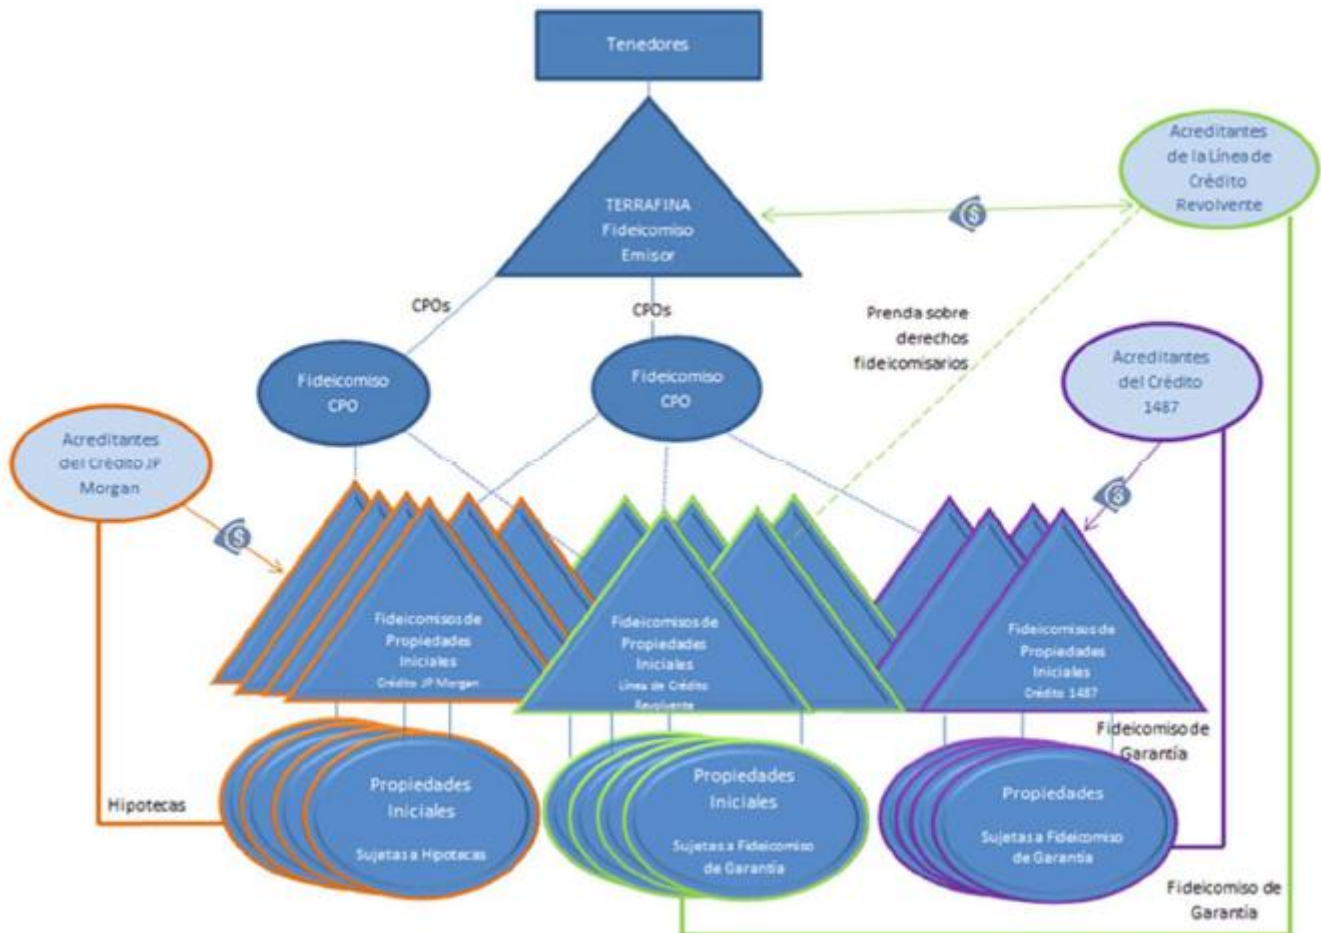 Tenedores
Acreditantes
de la Línea de
Crédito
Revolvente
TERRAFINA
Fideicomiso
Emisor
CPOs
CPOs
Prenda sobre
derechos
fideicomisarios
Fideicomiso
CPO
Fideicomiso
CPO
Acreditantes
del Crédito
1487
Acreditantes
del Crédito JP
Morgan
$
$
$
Fideicomisos de
Propiedades
Iniciales
Crédito JP Morgan
Fideicomisos de
Propiedades
Iniciales
Línea de Crédito
Revolvente
Fideicomisos de
Propiedades
Iniciales
Crédito 1487
Fideicomiso de
Garantía
Hipotecas
Propiedades
Iniciales
Sujetas a Hipotecas
Propiedades
Iniciales
Sujetas a Fideicomiso
de Garantía
Propiedades
Sujetas a Fideicomiso
de Garantía
Fideicomiso de
Garantía